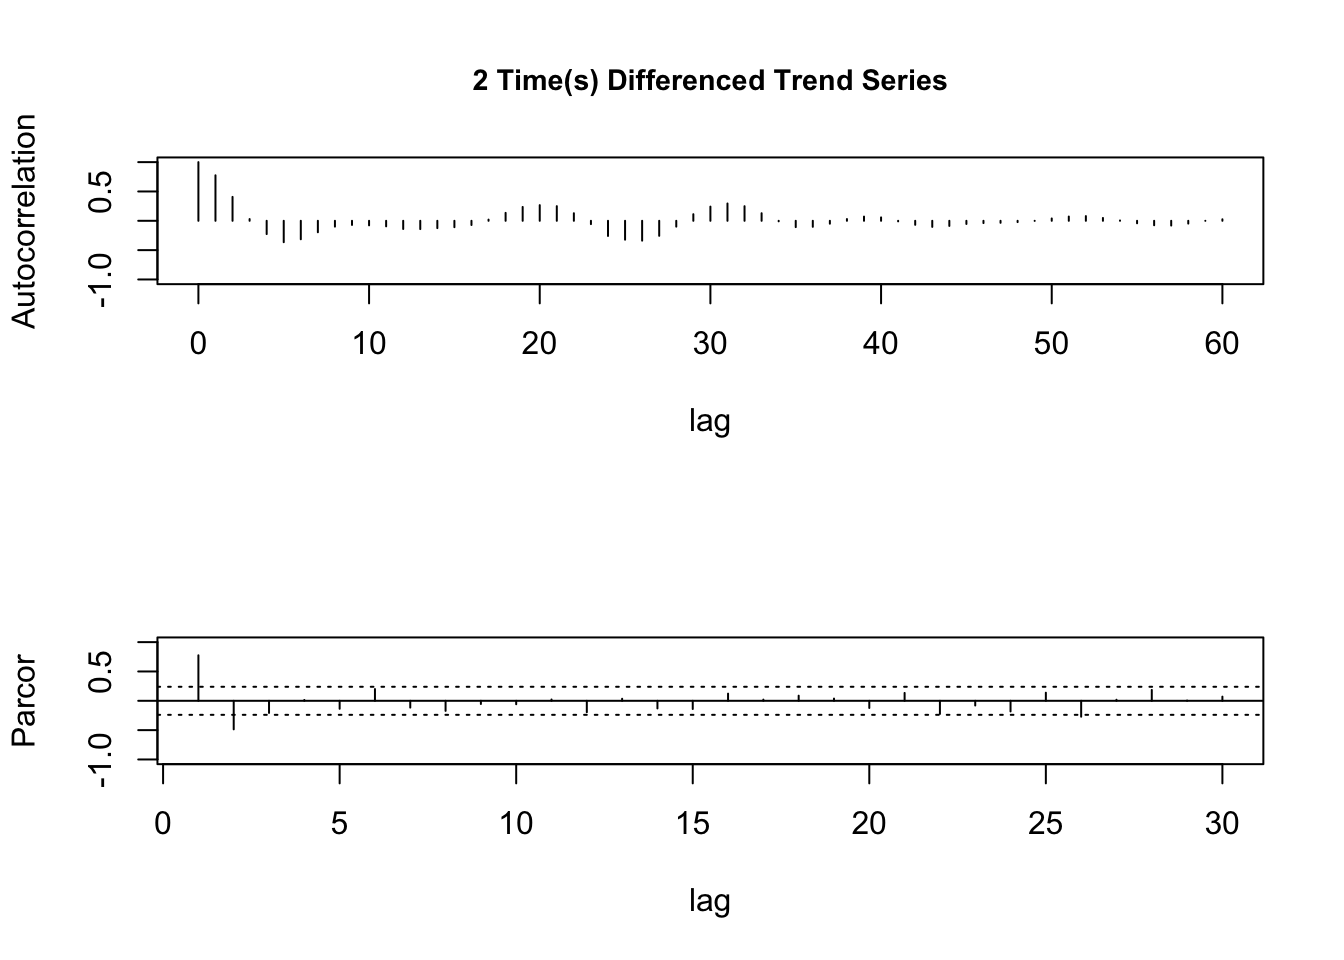 2 Time(s) Differenced Trend Series
Autocorrelation
0.5
-1.0
0 10 20 30 40 50 60
lag
Parcor
0.5
-1.0
0 5 10 15 20 25 30
lag